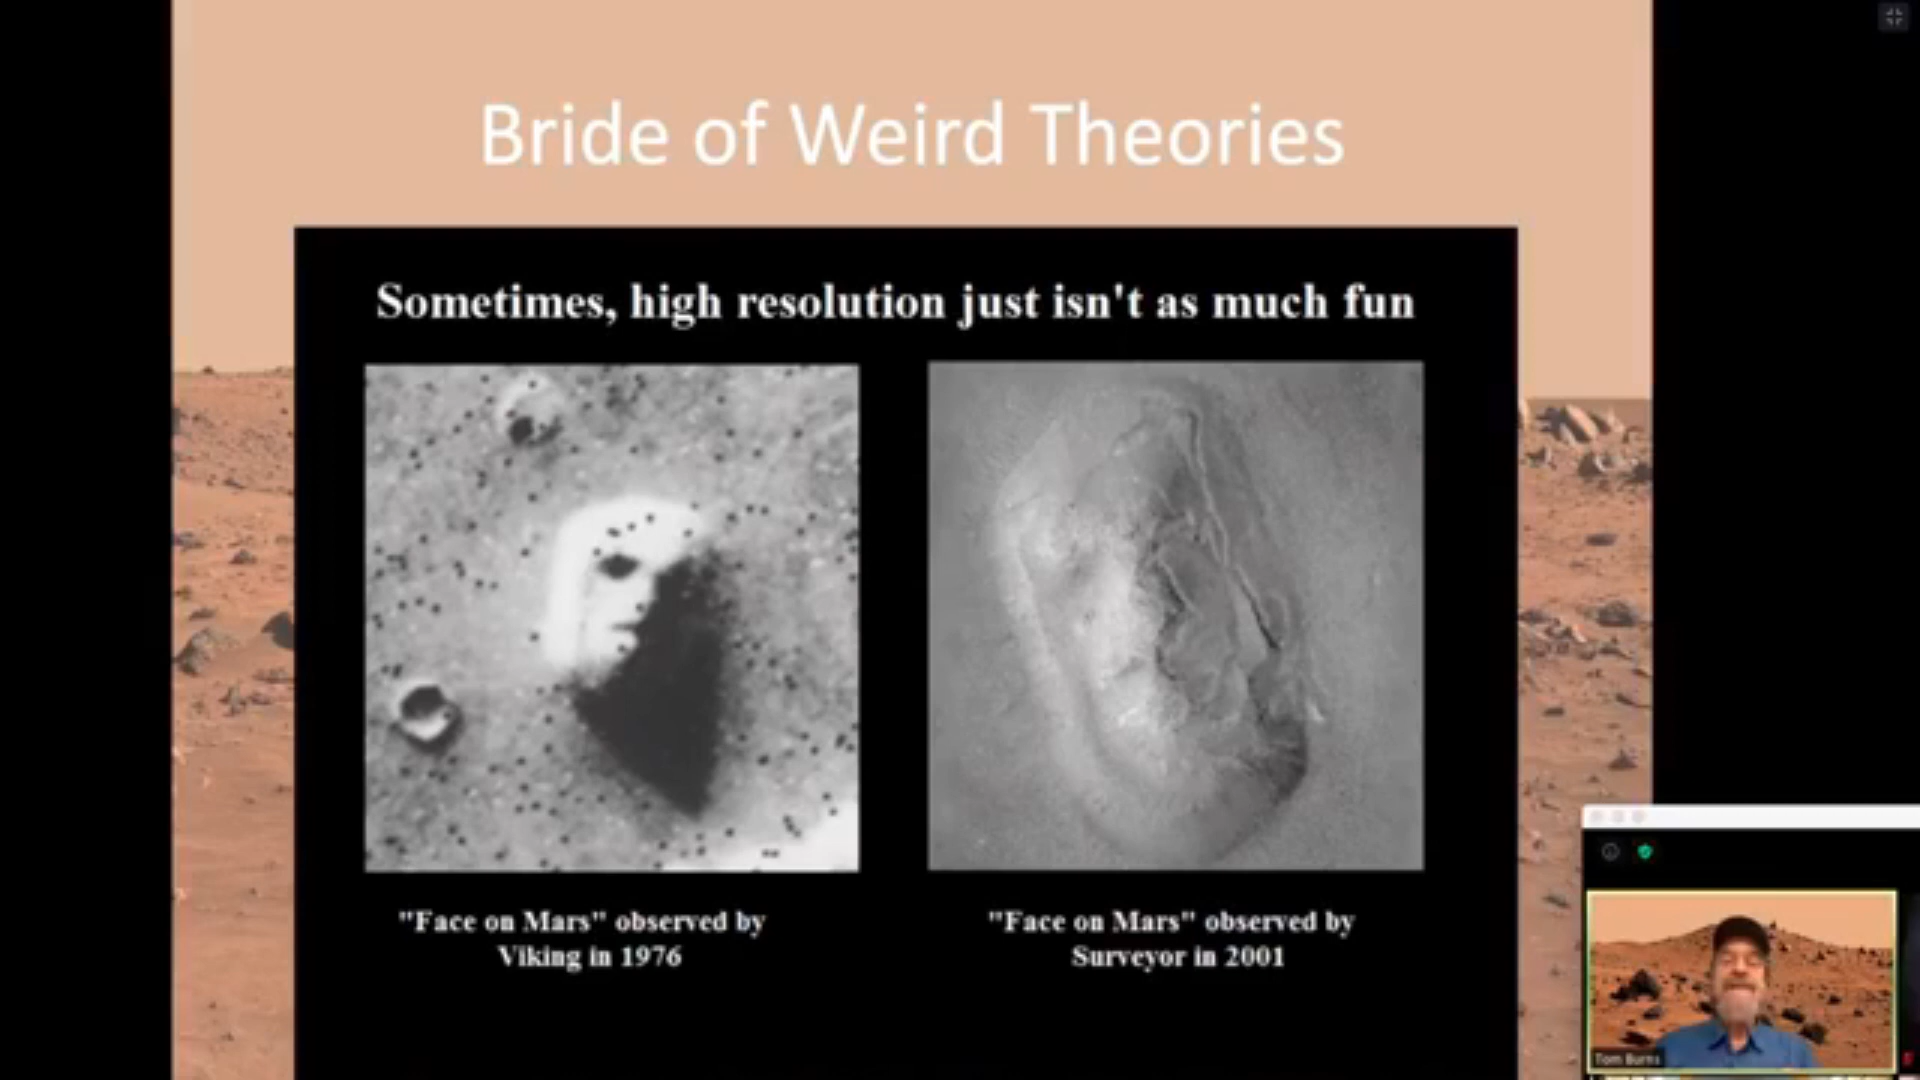 Bride of Weird Theories
Sometimes, high resolution just isn't as much fun
"Face on Mars" observed by
Viking in 1976
"Face on Mars" observed by
Surveyor in 2001
Tom Burns